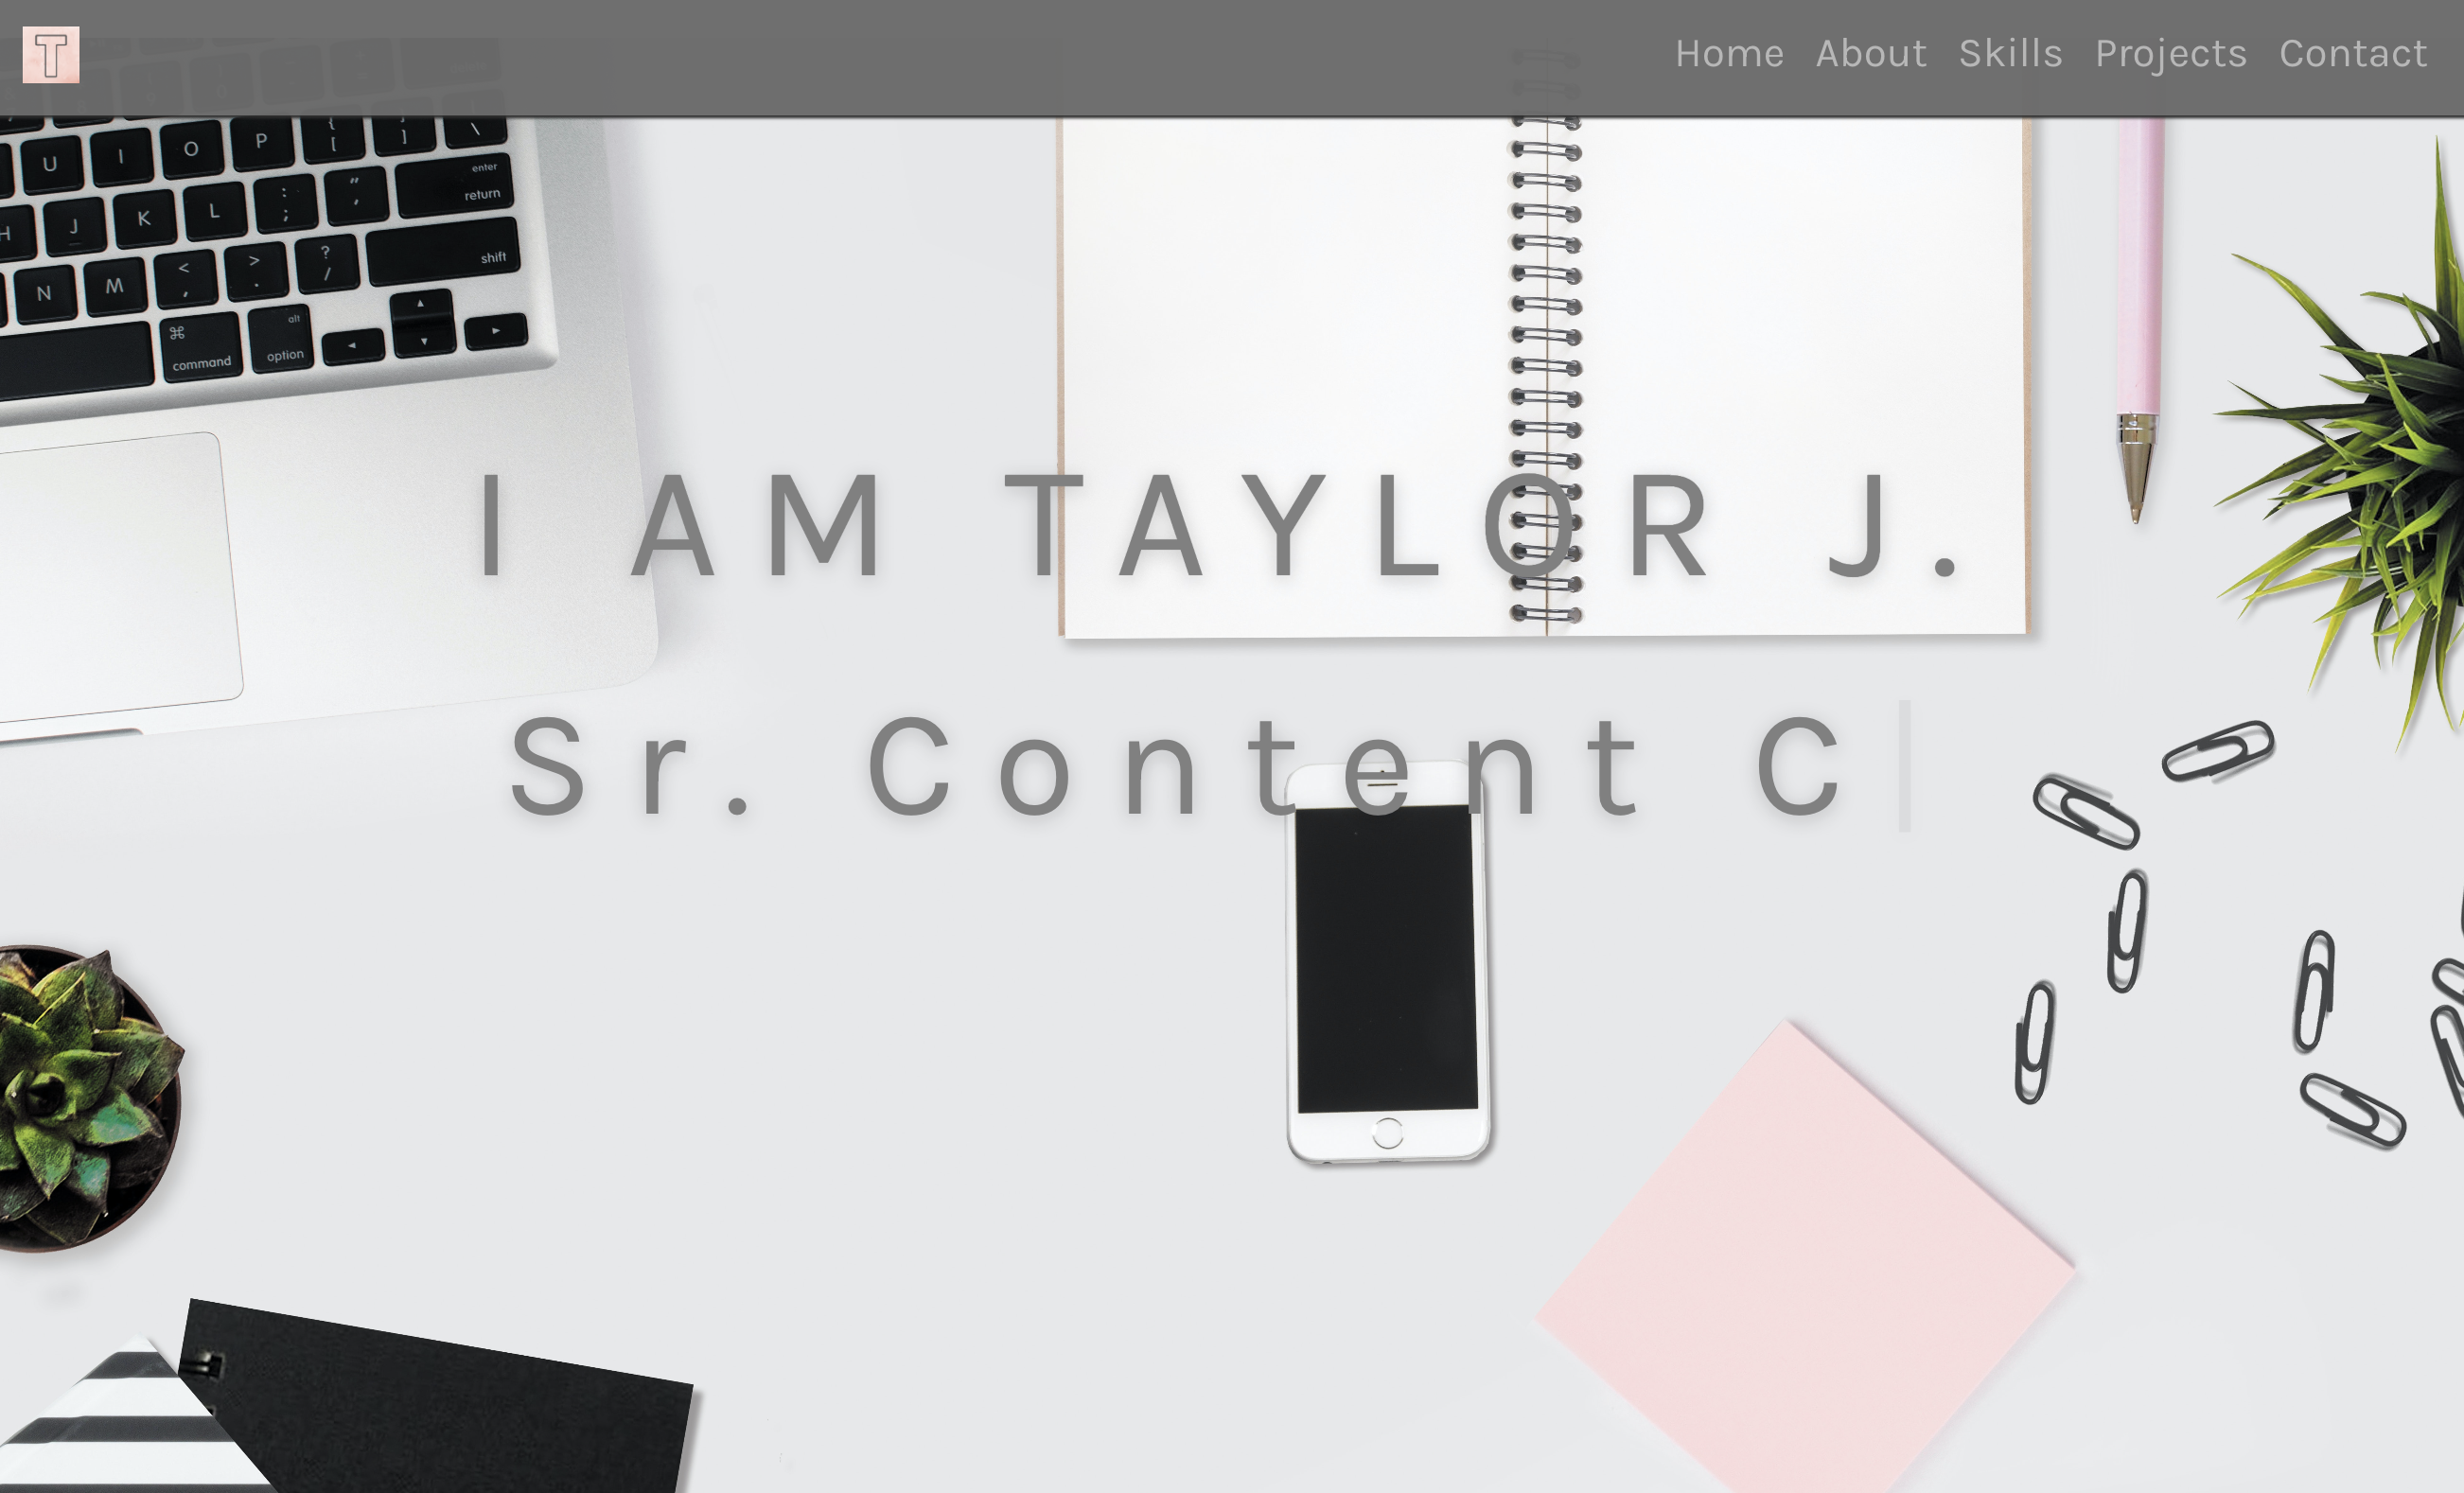 T
Home About Skills Projects Contact
U I O P { [ } ] \
enter
H J K L : ; " ' return
N M < , > . ? / shift
⌘ alt
command option
I AM TAYLOR J.
Sr. Content C